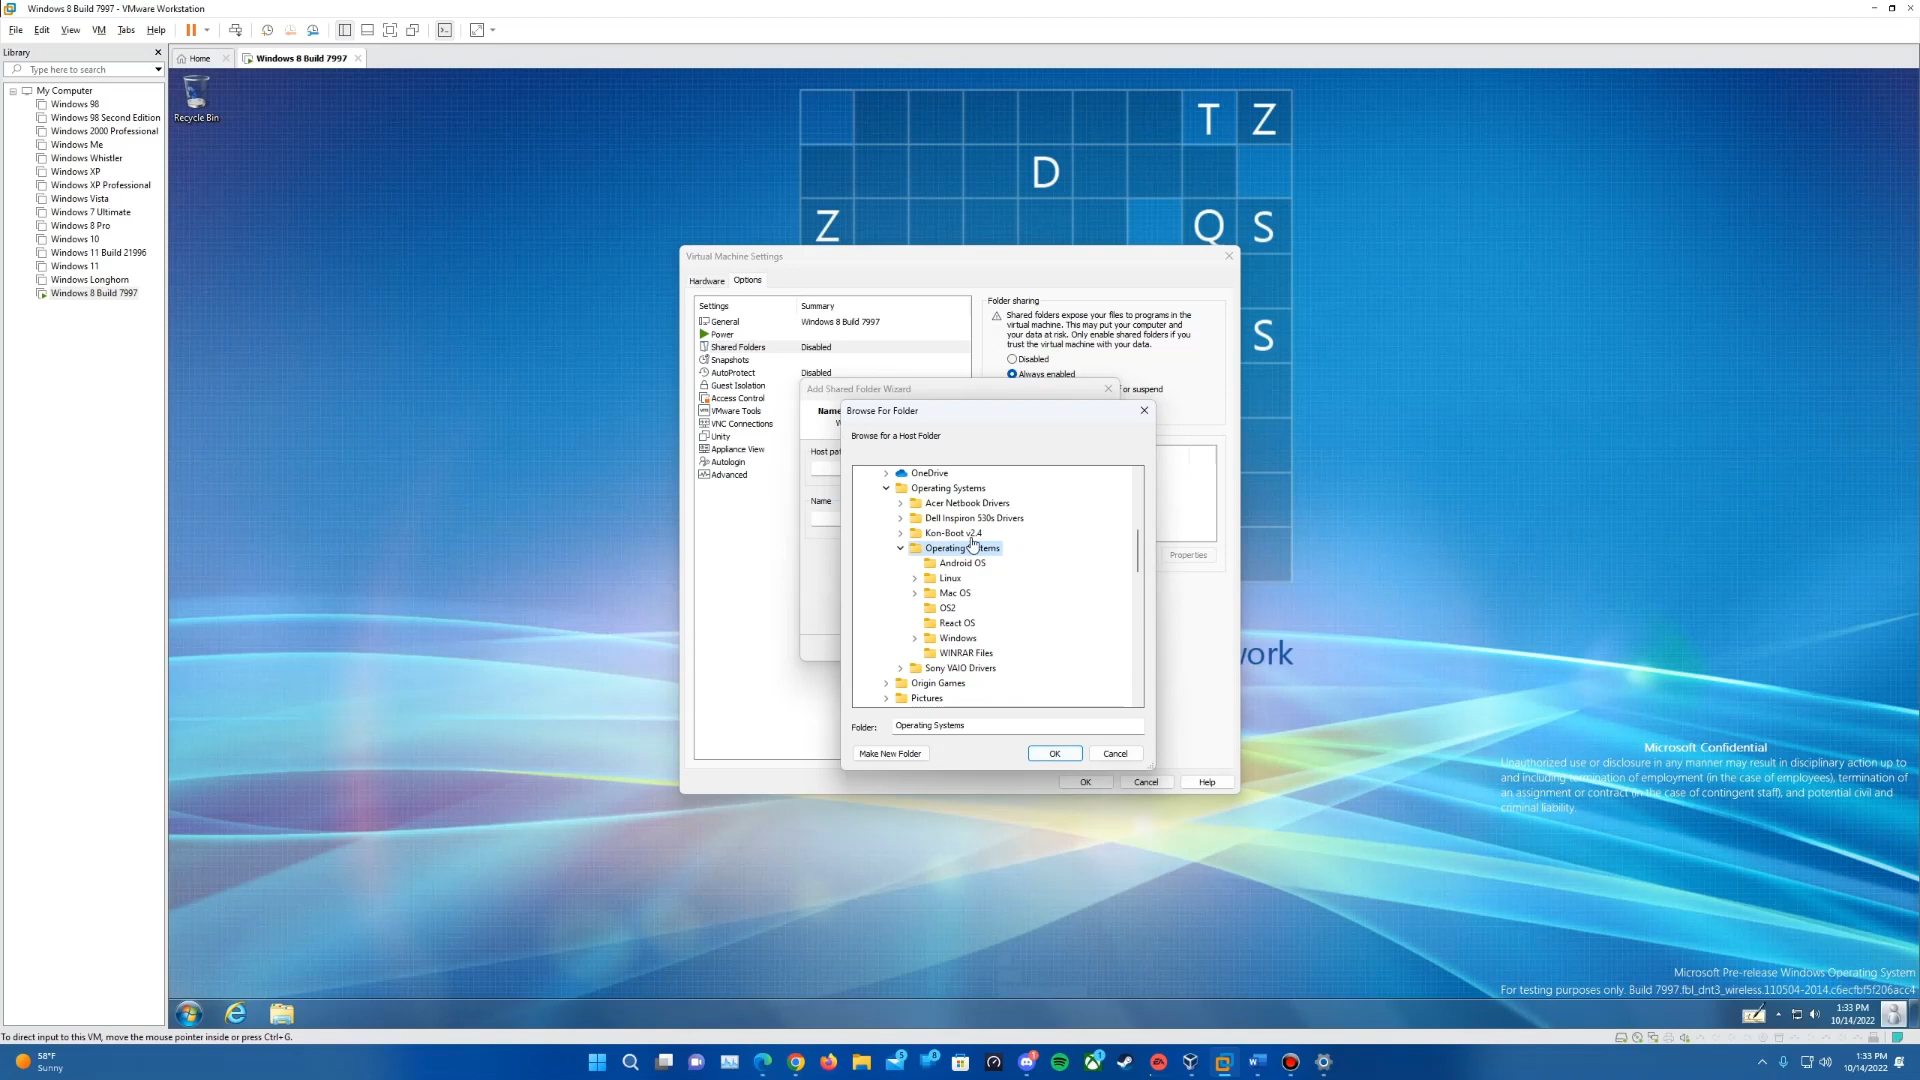 Windows 8 Build 7997 - VMware Workstation
File Edit View VM Tabs Help
Library
Type here to search
My Computer
Windows 98
Windows 98 Second Edition
Windows 2000 Professional
Windows Me
Windows Whistler
Windows XP
Windows XP Professional
Windows Vista
Windows 7 Ultimate
Windows 8 Pro
Windows 10
Windows 11 Build 21996
Windows 11
Windows Longhorn
Windows 8 Build 7997
Home
Windows 8 Build 7997
Recycle Bin
T Z
D
Z Q S
S
Virtual Machine Settings
Hardware Options
Settings Summary
General Windows 8 Build 7997
Power
Shared Folders Disabled
Snapshots
AutoProtect Disabled
Guest Isolation
Access Control
VMware Tools
VNC Connections
Unity
Appliance View
Autologin
Advanced
Folder sharing
Shared folders expose your files to programs in the
virtual machine. This may put your computer and
your data at risk. Only enable shared folders if you
trust the virtual machine with your data.
Disabled
Always enabled
or suspend
Properties
Add Shared Folder Wizard
Name
Host pat
Name
Browse For Folder
Browse for a Host Folder
OneDrive
Operating Systems
Acer Netbook Drivers
Dell Inspiron 530s Drivers
Kon-Boot v2.4
Operating Systems
Android OS
Linux
Mac OS
OS2
React OS
Windows
WINRAR Files
Sony VAIO Drivers
Origin Games
Pictures
Folder: Operating Systems
Make New Folder OK Cancel
OK Cancel Help
work
Microsoft Confidential
Unauthorized use or disclosure in any manner may result in disciplinary action up to
and including termination of employment (in the case of employees), termination of
an assignment or contract (in the case of contingent staff), and potential civil and
criminal liability.
Microsoft Pre-release Windows Operating System
For testing purposes only. Build 7997.fbl_dnt3_wireless.110504-2014.c6ecfbf5f206acc4
1:33 PM
10/14/2022
To direct input to this VM, move the mouse pointer inside or press Ctrl+G.
58°F
Sunny
1:33 PM
10/14/2022